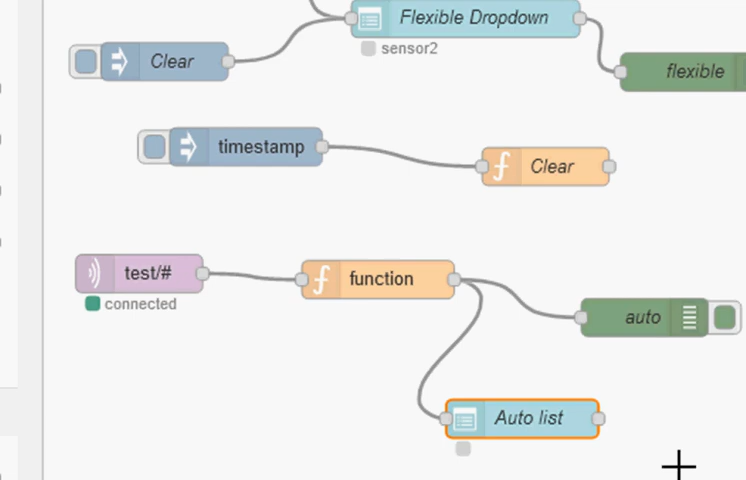 Flexible Dropdown
sensor2
Clear
flexible
timestamp
Clear
test/#
connected
function
auto
Auto list